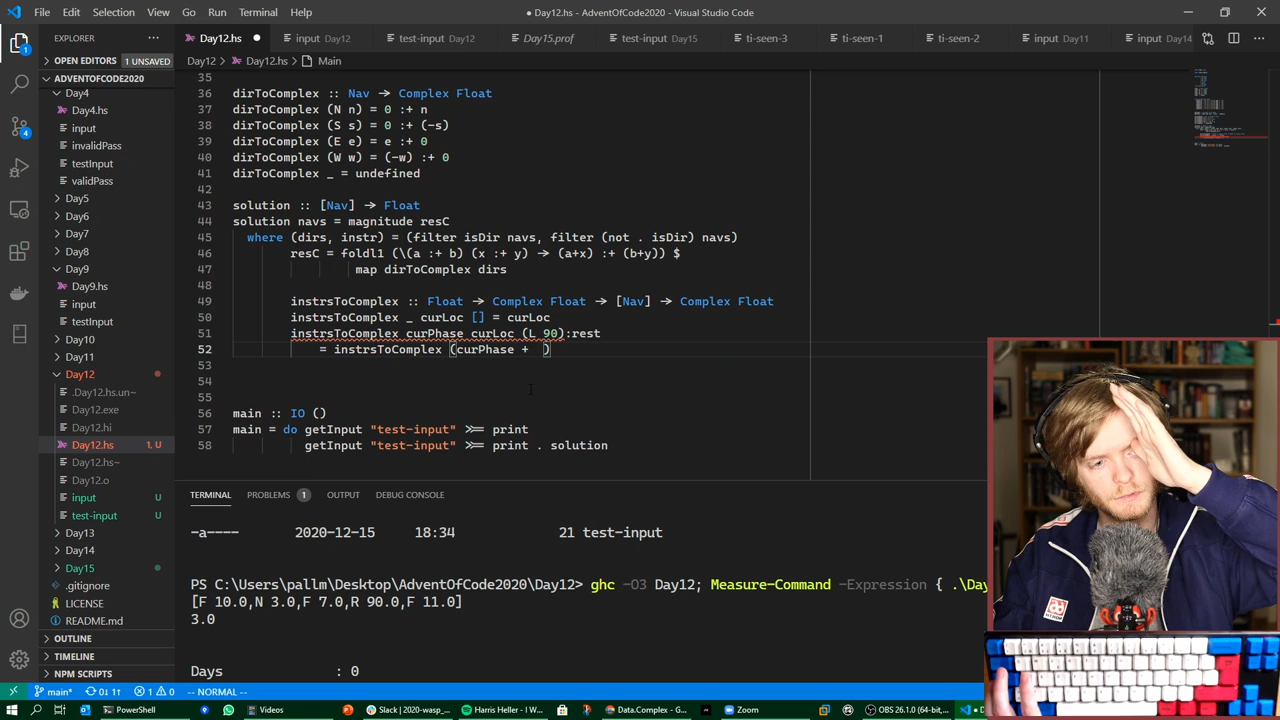 File Edit Selection View Go Run Terminal Help
● Day12.hs - AdventOfCode2020 - Visual Studio Code
EXPLORER
Day12.hs ● input Day12 test-input Day12 Day15.prof test-input Day15 ti-seen-3 ti-seen-1 ti-seen-2 input Day11 input Day14
Day12 > Day12.hs > Main
OPEN EDITORS 1 UNSAVED
ADVENTOFCODE2020
Day4
Day4.hs
input
invalidPass
testInput
validPass
Day5
Day6
Day7
Day8
Day9
Day9.hs
input
testInput
Day10
Day11
Day12
.Day12.hs.un~
Day12.exe
Day12.hi
Day12.hs 1, U
Day12.hs~
Day12.o
input U
test-input U
Day13
Day14
Day15
.gitignore
LICENSE
README.md
OUTLINE
TIMELINE
NPM SCRIPTS
35
36 dirToComplex :: Nav → Complex Float
37 dirToComplex (N n) = 0 :+ n
38 dirToComplex (S s) = 0 :+ (-s)
39 dirToComplex (E e) = e :+ 0
40 dirToComplex (W w) = (-w) :+ 0
41 dirToComplex _ = undefined
42
43 solution :: [Nav] → Float
44 solution navs = magnitude resC
45 where (dirs, instr) = (filter isDir navs, filter (not . isDir) navs)
46 resC = foldl1 (\(a :+ b) (x :+ y) → (a+x) :+ (b+y)) $
47 map dirToComplex dirs
48
49 instrsToComplex :: Float → Complex Float → [Nav] → Complex Float
50 instrsToComplex _ curLoc [] = curLoc
51 instrsToComplex curPhase curLoc (L 90):rest
52 = instrsToComplex (curPhase + )
53
54
55
56 main :: IO ()
57 main = do getInput "test-input" >>= print
58 getInput "test-input" >>= print . solution
TERMINAL PROBLEMS 1 OUTPUT DEBUG CONSOLE
-a---- 2020-12-15 18:34 21 test-input
PS C:\Users\pallm\Desktop\AdventOfCode2020\Day12> ghc -O3 Day12; Measure-Command -Expression { .\Da
[F 10.0,N 3.0,F 7.0,R 90.0,F 11.0]
3.0
Days : 0
main* 0↓ 1↑ 1 0 -- NORMAL --
PowerShell Videos Slack | 2020-wasp_... Harris Heller - I W... Data.Complex - G... Zoom OBS 26.1.0 (64-bit,...